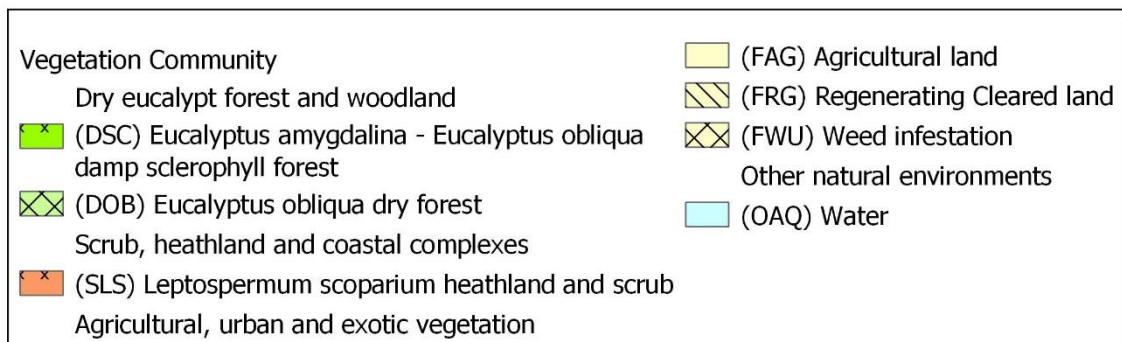 Vegetation Community
Dry eucalypt forest and woodland
(DSC) Eucalyptus amygdalina - Eucalyptus obliqua
damp sclerophyll forest
(DOB) Eucalyptus obliqua dry forest
Scrub, heathland and coastal complexes
(SLS) Leptospermum scoparium heathland and scrub
Agricultural, urban and exotic vegetation
(FAG) Agricultural land
(FRG) Regenerating Cleared land
(FWU) Weed infestation
Other natural environments
(OAQ) Water